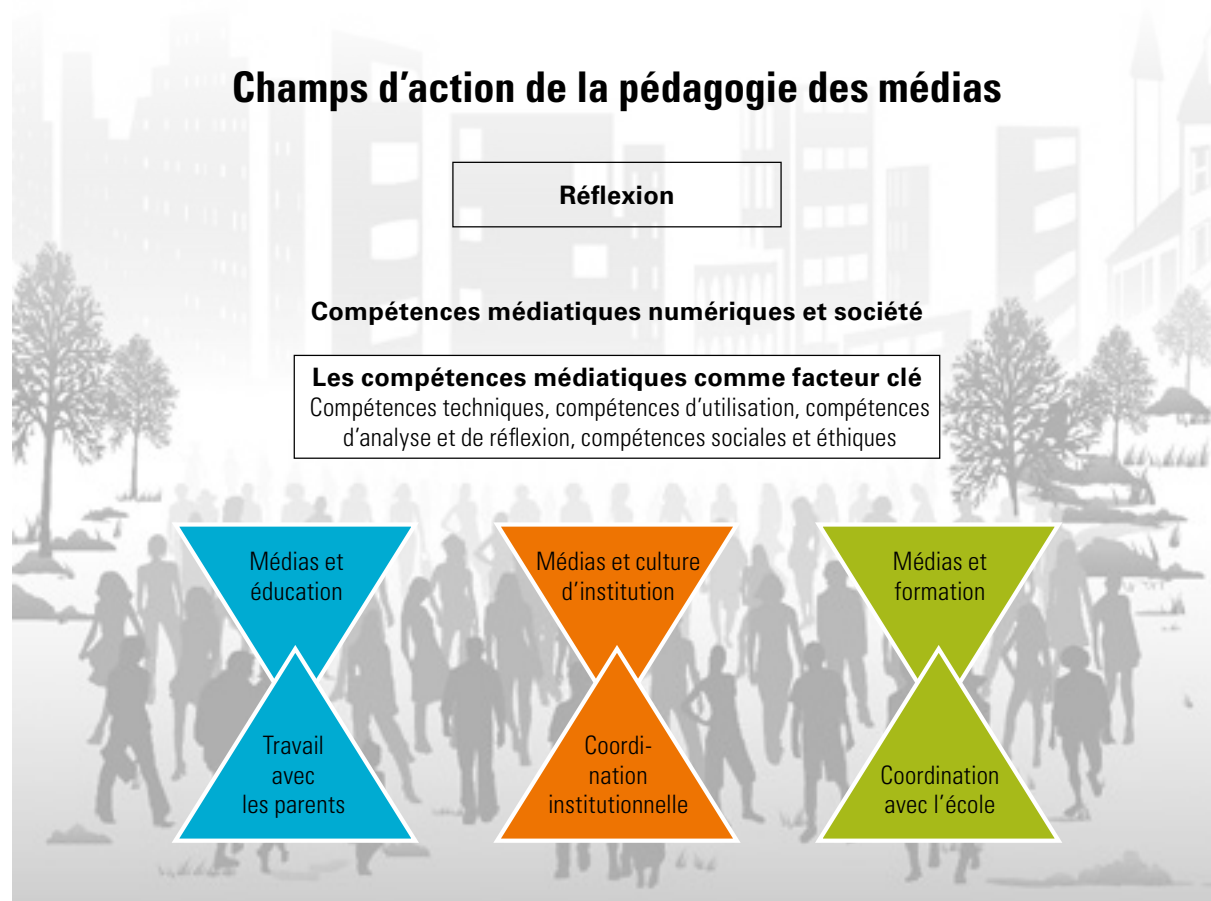 Champs d’action de la pédagogie des médias
Réflexion
Compétences médiatiques numériques et société
Les compétences médiatiques comme facteur clé
Compétences techniques, compétences d’utilisation, compétences
d’analyse et de réflexion, compétences sociales et éthiques
Médias et
éducation
Travail
avec
les parents
Médias et culture
d’institution
Coordi-
nation
institutionnelle
Médias et
formation
Coordination
avec l’école